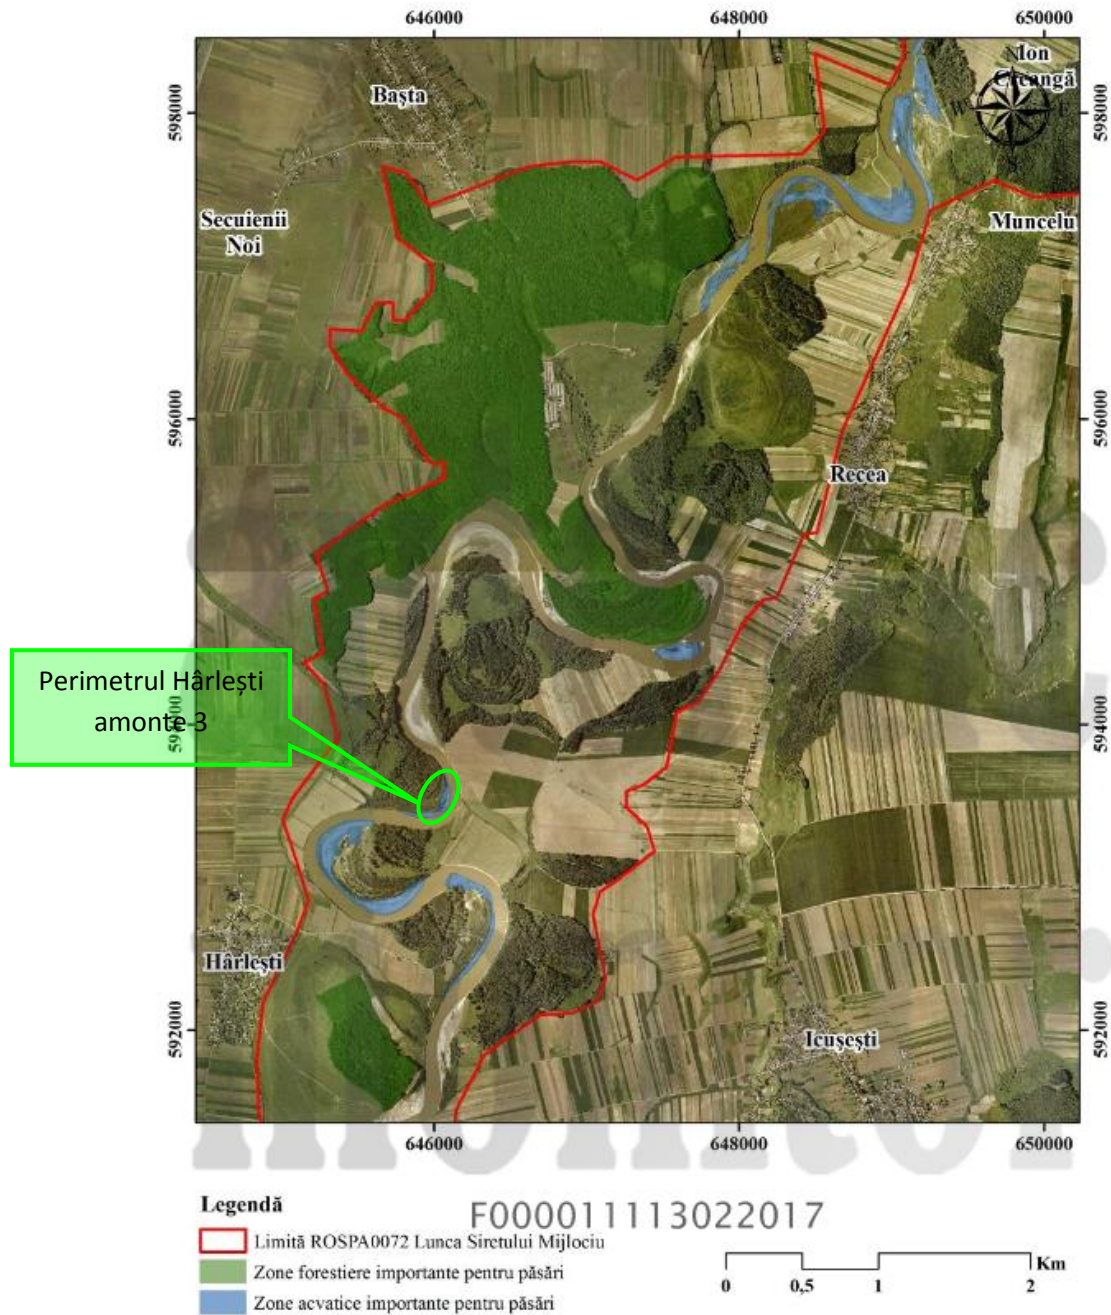 646000
648000
650000
Ion
Cacangă
N
W
E
Bașta
598000
598000
Secuienii
Noi
Muncelu
596000
596000
Recea
Perimetrul Hârlești
amonte 3
594000
594000
Hârlești
592000
592000
Icușești
646000
648000
650000
monitor
Legendă
F000011113022017
Limită ROSPA0072 Lunca Siretului Mijlociu
Zone forestiere importante pentru păsări
Zone acvatice importante pentru păsări
Km
0
0,5
1
2